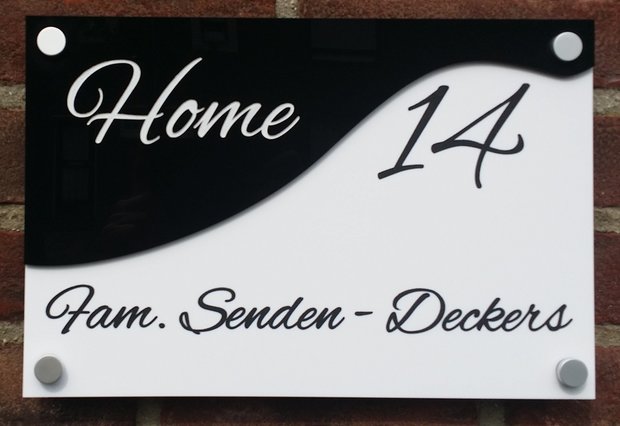 Home 14
Fam. Senden - Deckers